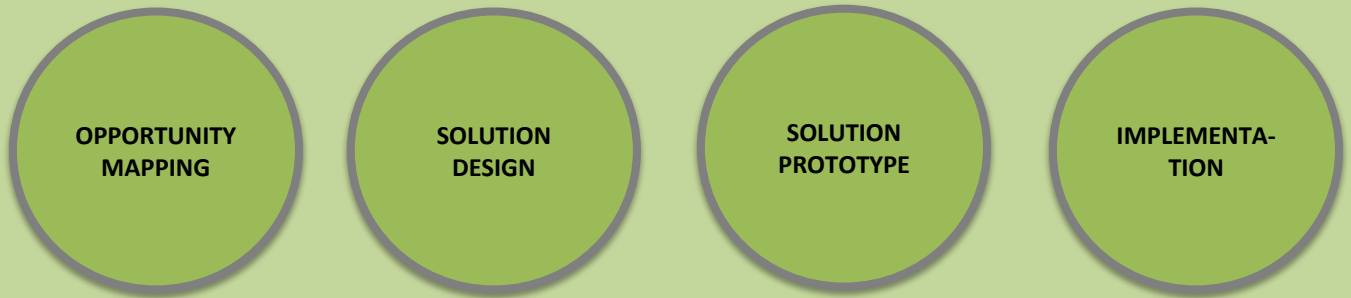 OPPORTUNITY
MAPPING
SOLUTION
DESIGN
SOLUTION
PROTOTYPE
IMPLEMENTA-
TION